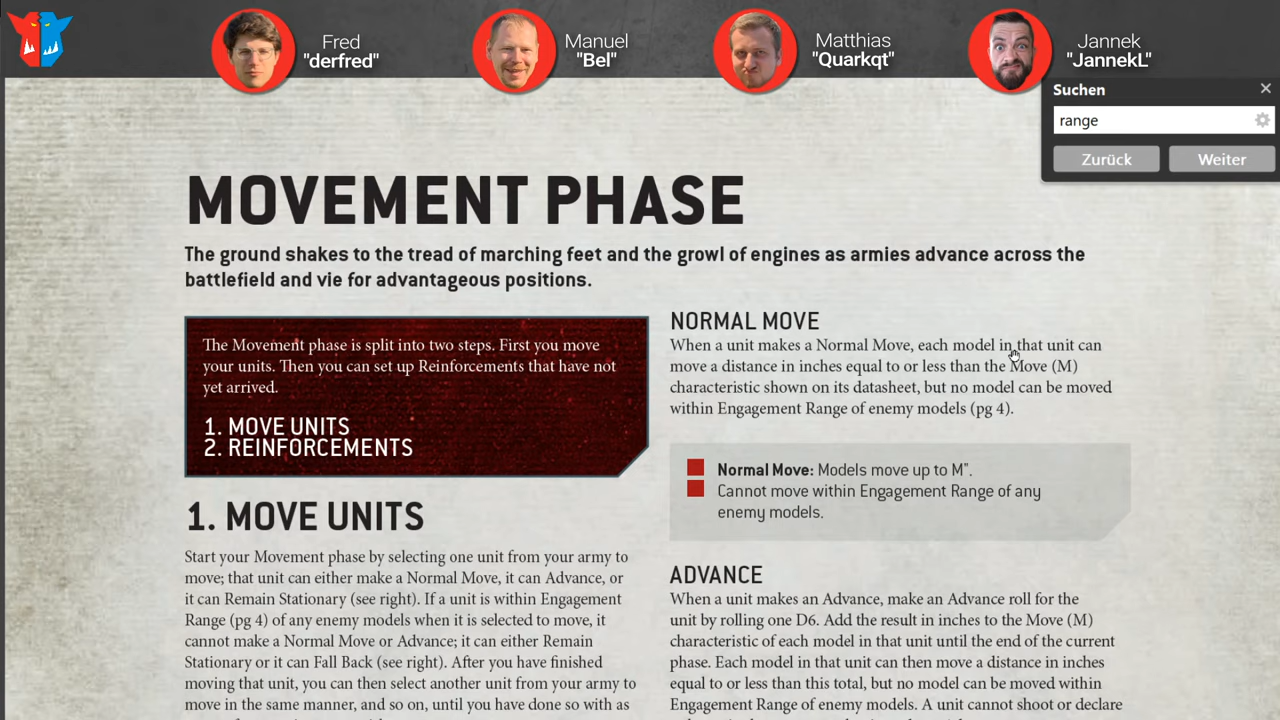 Fred
"derfred"
Manuel
"Bel"
Matthias
"Quarkqt"
Jannek
"JannekL"
Suchen
range
Zurück
Weiter
MOVEMENT PHASE
The ground shakes to the tread of marching feet and the growl of engines as armies advance across the
battlefield and vie for advantageous positions.
The Movement phase is split into two steps. First you move
your units. Then you can set up Reinforcements that have not
yet arrived.
1. MOVE UNITS
2. REINFORCEMENTS
1. MOVE UNITS
Start your Movement phase by selecting one unit from your army to
move; that unit can either make a Normal Move, it can Advance, or
it can Remain Stationary (see right). If a unit is within Engagement
Range (pg 4) of any enemy models when it is selected to move, it
cannot make a Normal Move or Advance; it can either Remain
Stationary or it can Fall Back (see right). After you have finished
moving that unit, you can then select another unit from your army to
move in the same manner, and so on, until you have done so with as
NORMAL MOVE
When a unit makes a Normal Move, each model in that unit can
move a distance in inches equal to or less than the Move (M)
characteristic shown on its datasheet, but no model can be moved
within Engagement Range of enemy models (pg 4).
Normal Move: Models move up to M".
Cannot move within Engagement Range of any
enemy models.
ADVANCE
When a unit makes an Advance, make an Advance roll for the
unit by rolling one D6. Add the result in inches to the Move (M)
characteristic of each model in that unit until the end of the current
phase. Each model in that unit can then move a distance in inches
equal to or less than this total, but no model can be moved within
Engagement Range of enemy models. A unit cannot shoot or declare